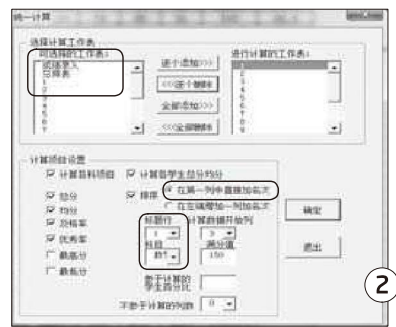 统一计算
选择计算工作表
可选择的工作表: 进行计算的工作表:
成绩录入
总排表
1
2
3
4
5
6
7
逐个添加>>>
<<<逐个删除
全部添加>>>
<<<全部删除
计算项目设置
计算各科项目 计算各学生总分均分
总分
均分
及格率
优秀率
最高分
最低分
排序
在第一列中直接加名次
在左端增加一列加名次
标题行 计算数据开始列
1 3
科目 满分值
数学 150
参于计算的
学生百分比
不参于计算的列数 0
确定
退出
2